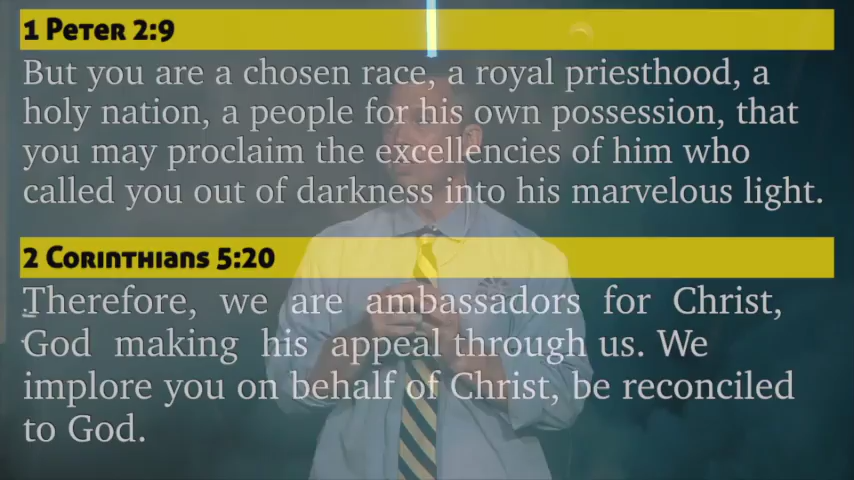 1 Peter 2:9
But you are a chosen race, a royal priesthood, a
holy nation, a people for his own possession, that
you may proclaim the excellencies of him who
called you out of darkness into his marvelous light.
2 Corinthians 5:20
Therefore, we are ambassadors for Christ,
God making his appeal through us. We
implore you on behalf of Christ, be reconciled
to God.